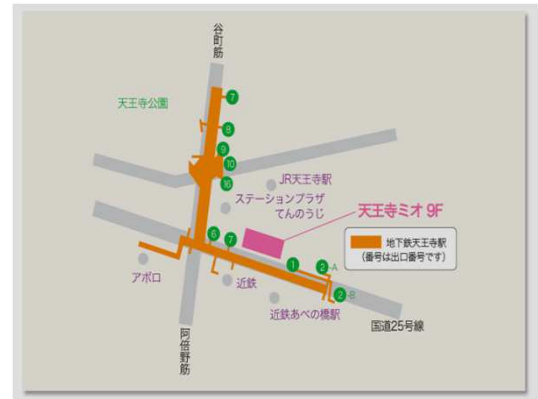 谷町筋
天王寺公園
7
8
9
10
16
JR天王寺駅
ステーションプラザ
てんのうじ
天王寺ミオ 9F
6
7
地下鉄天王寺駅
(番号は出口番号です)
1
2-A
アポロ
近鉄
2-B
近鉄あべの橋駅
国道25号線
阿倍野筋